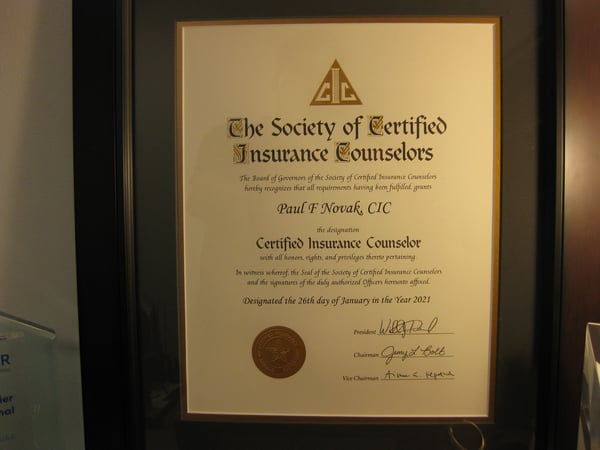 CIC
The Society of Certified
Insurance Counselors
The Board of Governors of the Society of Certified Insurance Counselors
hereby recognizes that all requirements having been fulfilled, grants
Paul F Novak, CIC
the designation
Certified Insurance Counselor
with all honors, rights, and privileges thereto pertaining.
In witness whereof, the Seal of the Society of Certified Insurance Counselors
and the signatures of the duly authorized Officers hereunto affixed.
Designated the 26th day of January in the Year 2021
President
Chairman
Vice Chairman
R
ier
nal